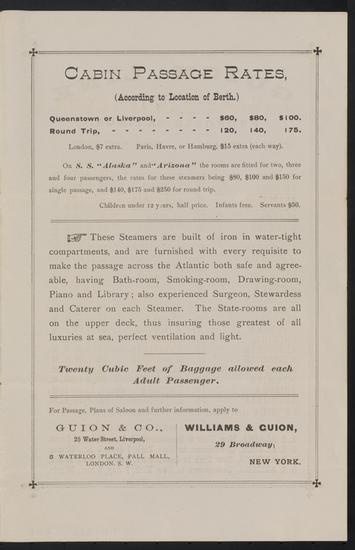 CABIN PASSAGE RATES,
(According to Location of Berth.)
Queenstown or Liverpool, - - - - $60, $80, $100.
Round Trip, - - - - - - - - 120, 140, 175.
London, $7 extra. Paris, Havre, or Hamburg, $15 extra (each way).
On S. S. "Alaska" and "Arizona" the rooms are fitted for two, three
and four passengers, the rates for these steamers being $80, $100 and $150 for
single passage, and $140, $175 and $250 for round trip.
Children under 12 years, half price. Infants free. Servants $50.
☞ These Steamers are built of iron in water-tight
compartments, and are furnished with every requisite to
make the passage across the Atlantic both safe and agree-
able, having Bath-room, Smoking-room, Drawing-room,
Piano and Library; also experienced Surgeon, Stewardess
and Caterer on each Steamer. The State-rooms are all
on the upper deck, thus insuring those greatest of all
luxuries at sea, perfect ventilation and light.
Twenty Cubic Feet of Baggage allowed each
Adult Passenger.
For Passage, Plans of Saloon and further information, apply to
GUION & CO.,
25 Water Street, Liverpool,
AND
5 WATERLOO PLACE, PALL MALL,
LONDON. S. W.
WILLIAMS & GUION,
29 Broadway,
NEW YORK.